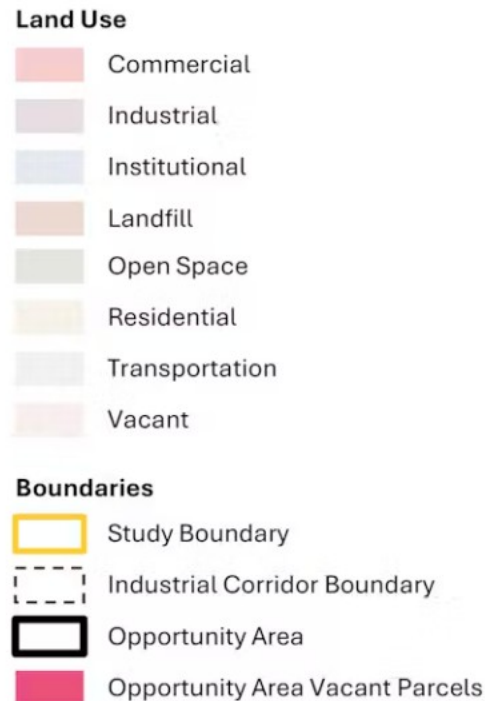 Land Use
Commercial
Industrial
Institutional
Landfill
Open Space
Residential
Transportation
Vacant
Boundaries
Study Boundary
Industrial Corridor Boundary
Opportunity Area
Opportunity Area Vacant Parcels